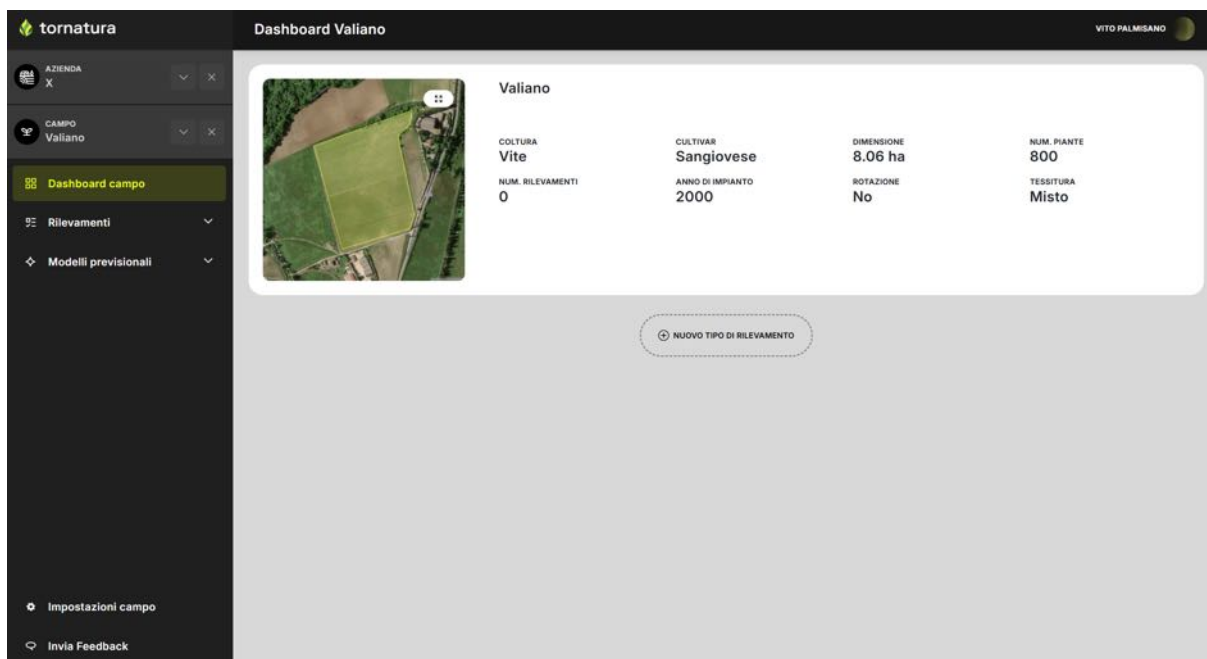 tornatura
Dashboard Valiano
VITO PALMISANO
AZIENDA
X
CAMPO
Valiano
Dashboard campo
Rilevamenti
Modelli previsionali
Impostazioni campo
Invia Feedback
Valiano
COLTURA
Vite
CULTIVAR
Sangiovese
DIMENSIONE
8.06 ha
NUM. PIANTE
800
NUM. RILEVAMENTI
0
ANNO DI IMPIANTO
2000
ROTAZIONE
No
TESSITURA
Misto
NUOVO TIPO DI RILEVAMENTO